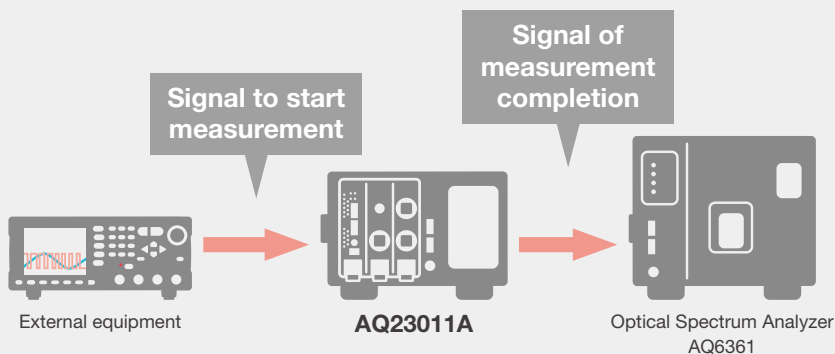 Signal to start
measurement
Signal of
measurement
completion
External equipment
AQ23011A
Optical Spectrum Analyzer
AQ6361